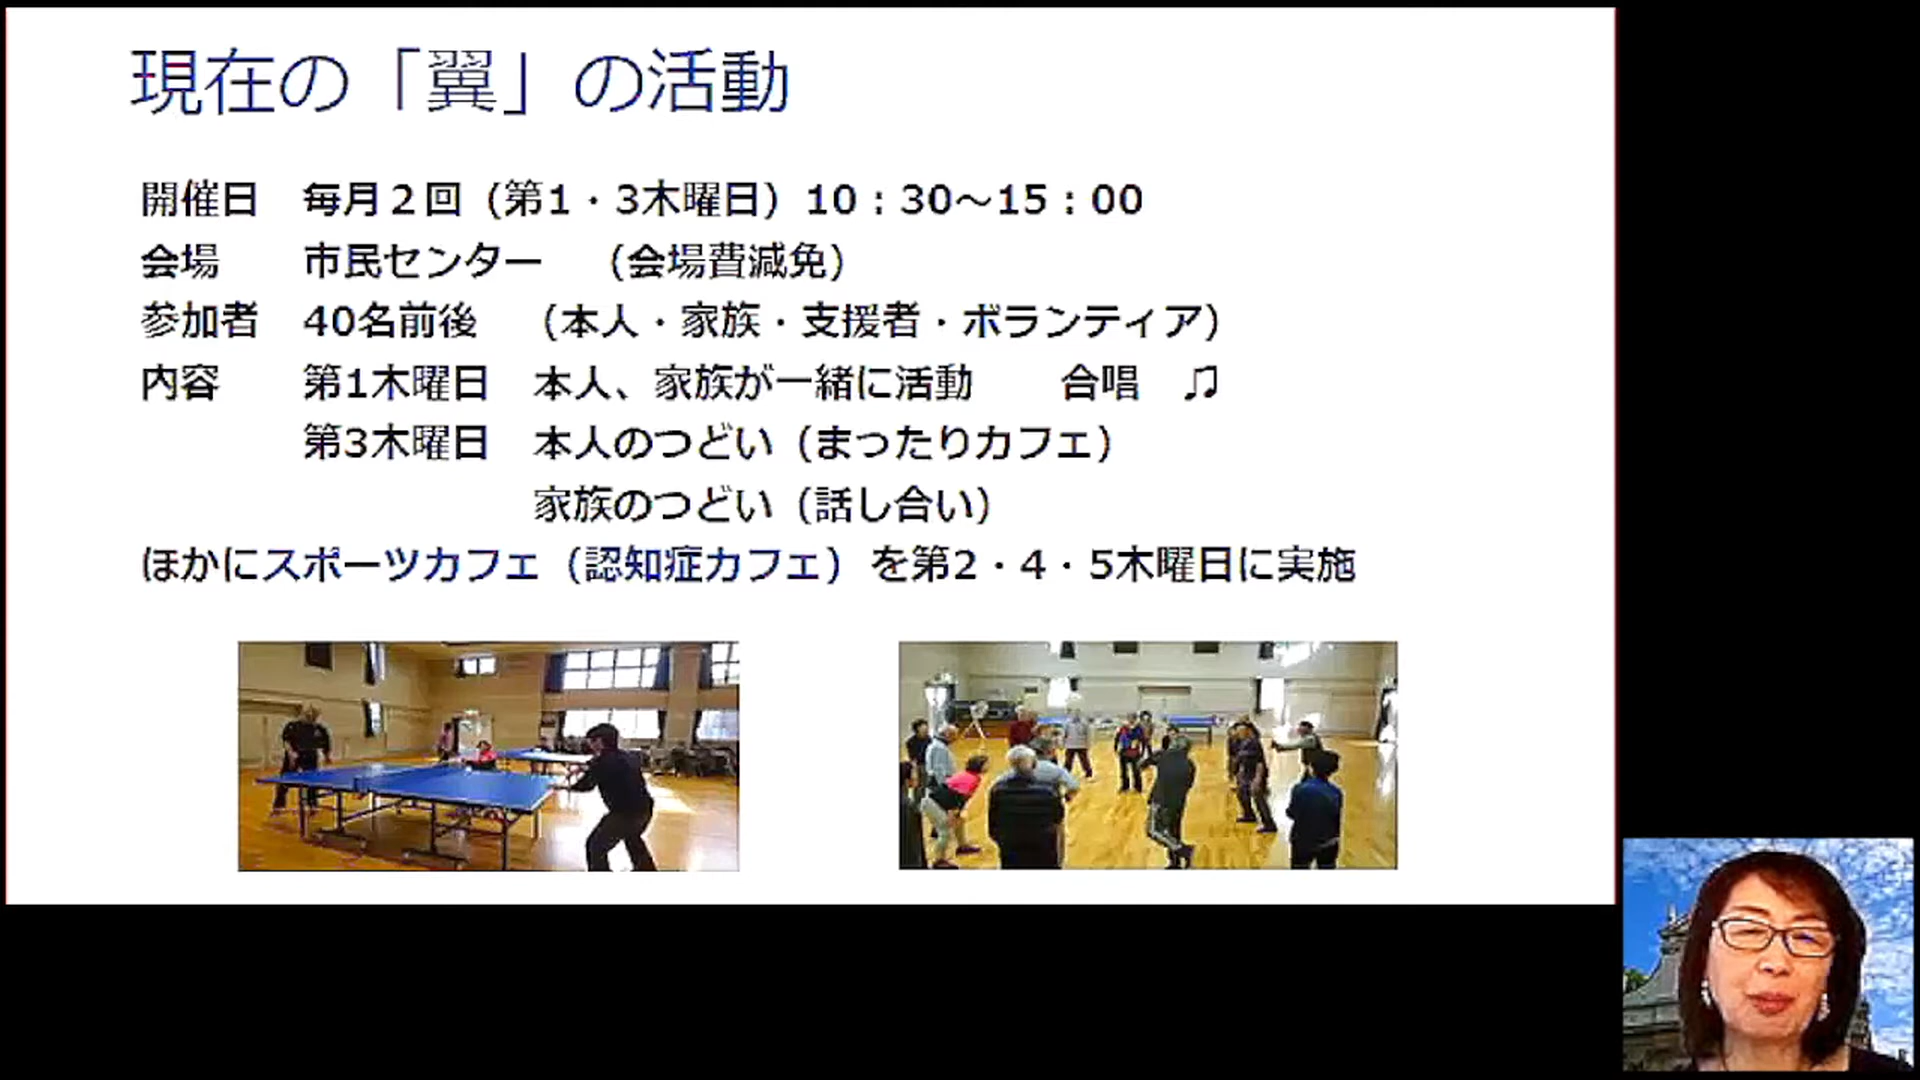 現在の「翼」の活動
開催日 毎月２回（第1・3木曜日）10：30～15：00
会場 市民センター （会場費減免）
参加者 40名前後 （本人・家族・支援者・ボランティア）
内容 第1木曜日 本人、家族が一緒に活動 合唱 ♫
第3木曜日 本人のつどい（まったりカフェ）
家族のつどい（話し合い）
ほかにスポーツカフェ（認知症カフェ）を第2・4・5木曜日に実施